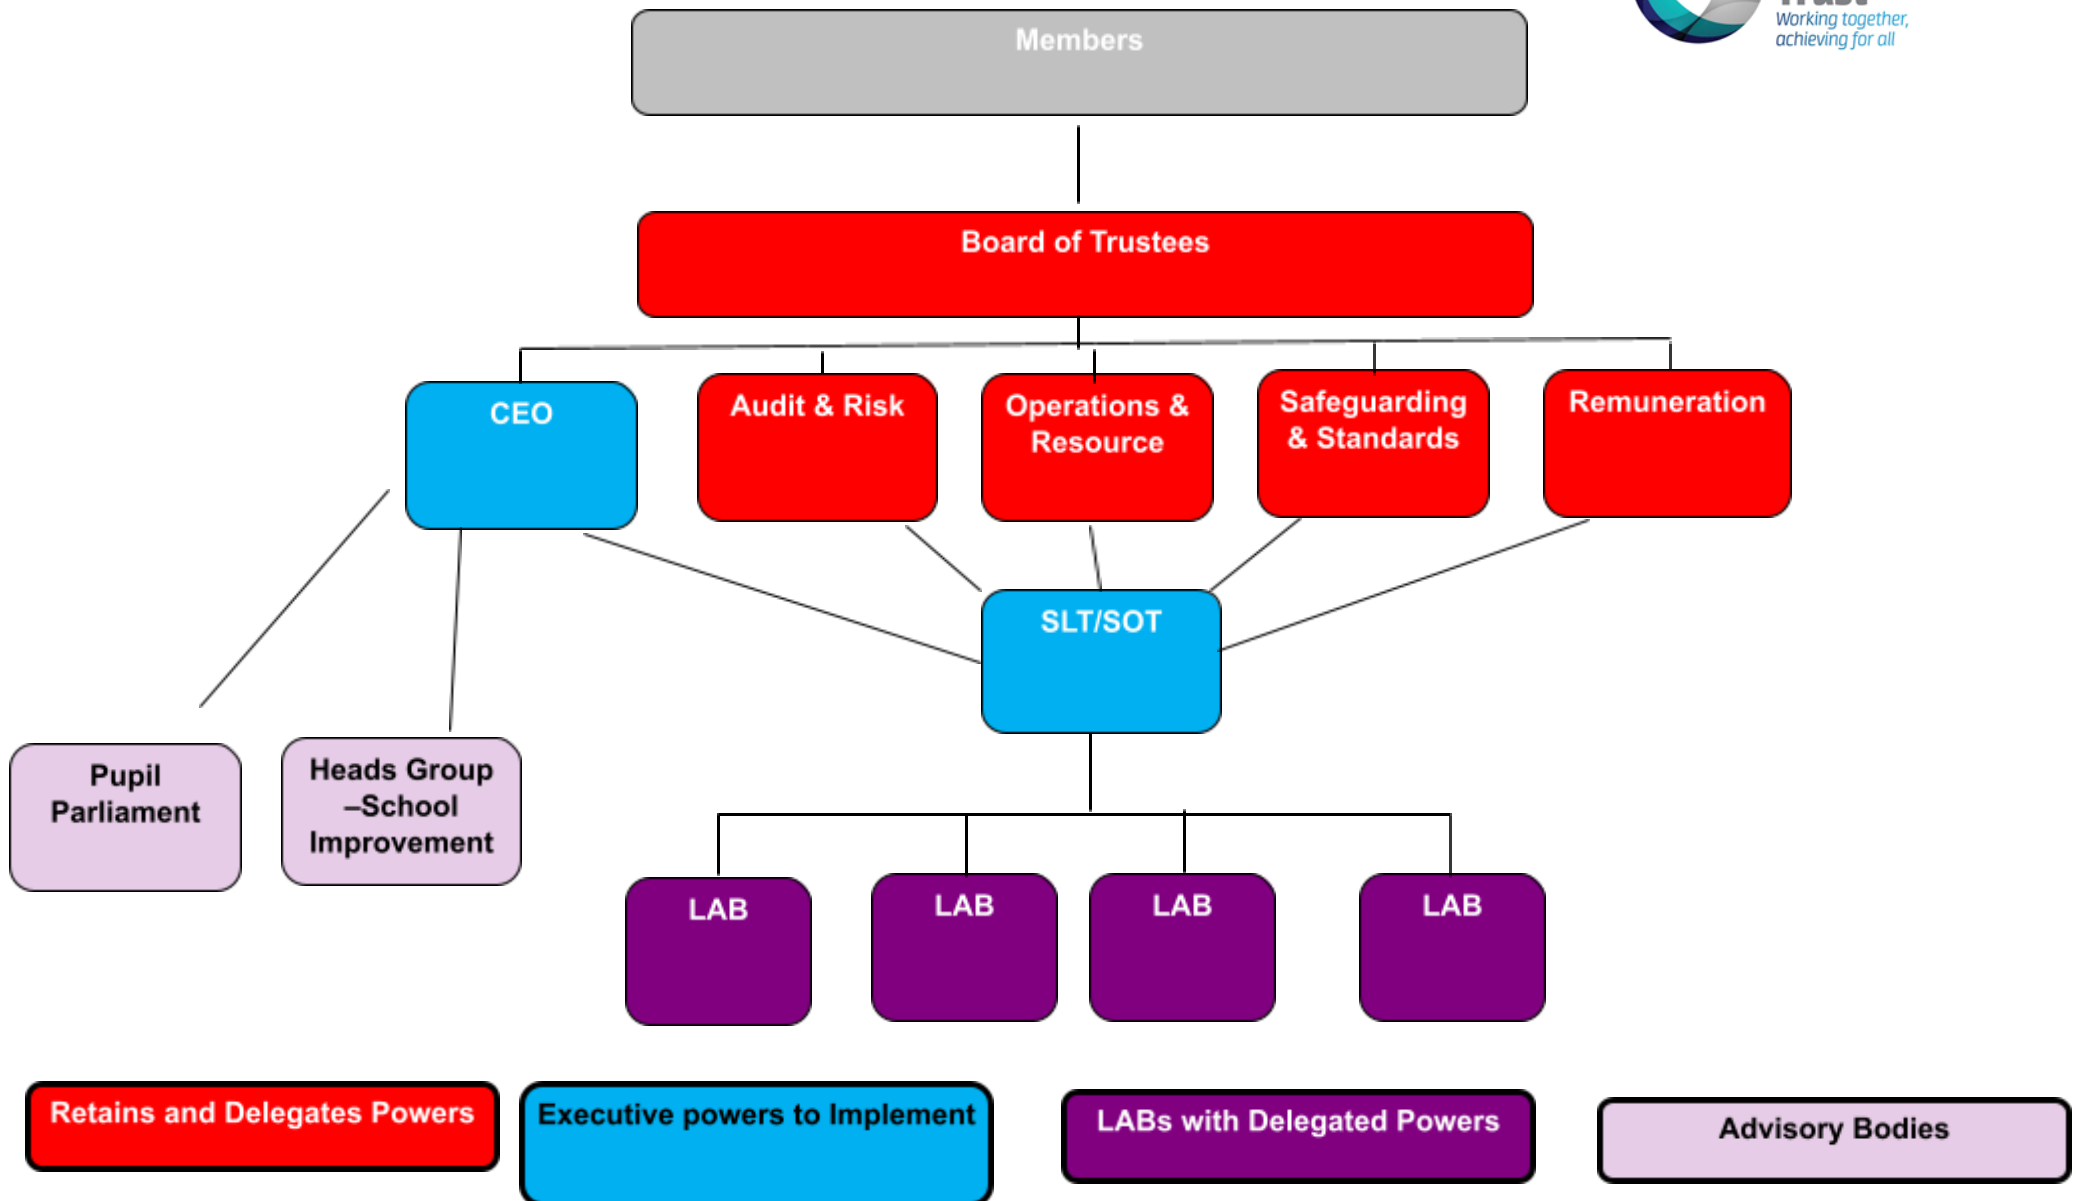 Trust
Working together,
achieving for all
Members
Board of Trustees
CEO
Audit & Risk
Operations &
Resource
Safeguarding
& Standards
Remuneration
SLT/SOT
Pupil
Parliament
Heads Group
–School
Improvement
LAB
LAB
LAB
LAB
Retains and Delegates Powers
Executive powers to Implement
LABs with Delegated Powers
Advisory Bodies